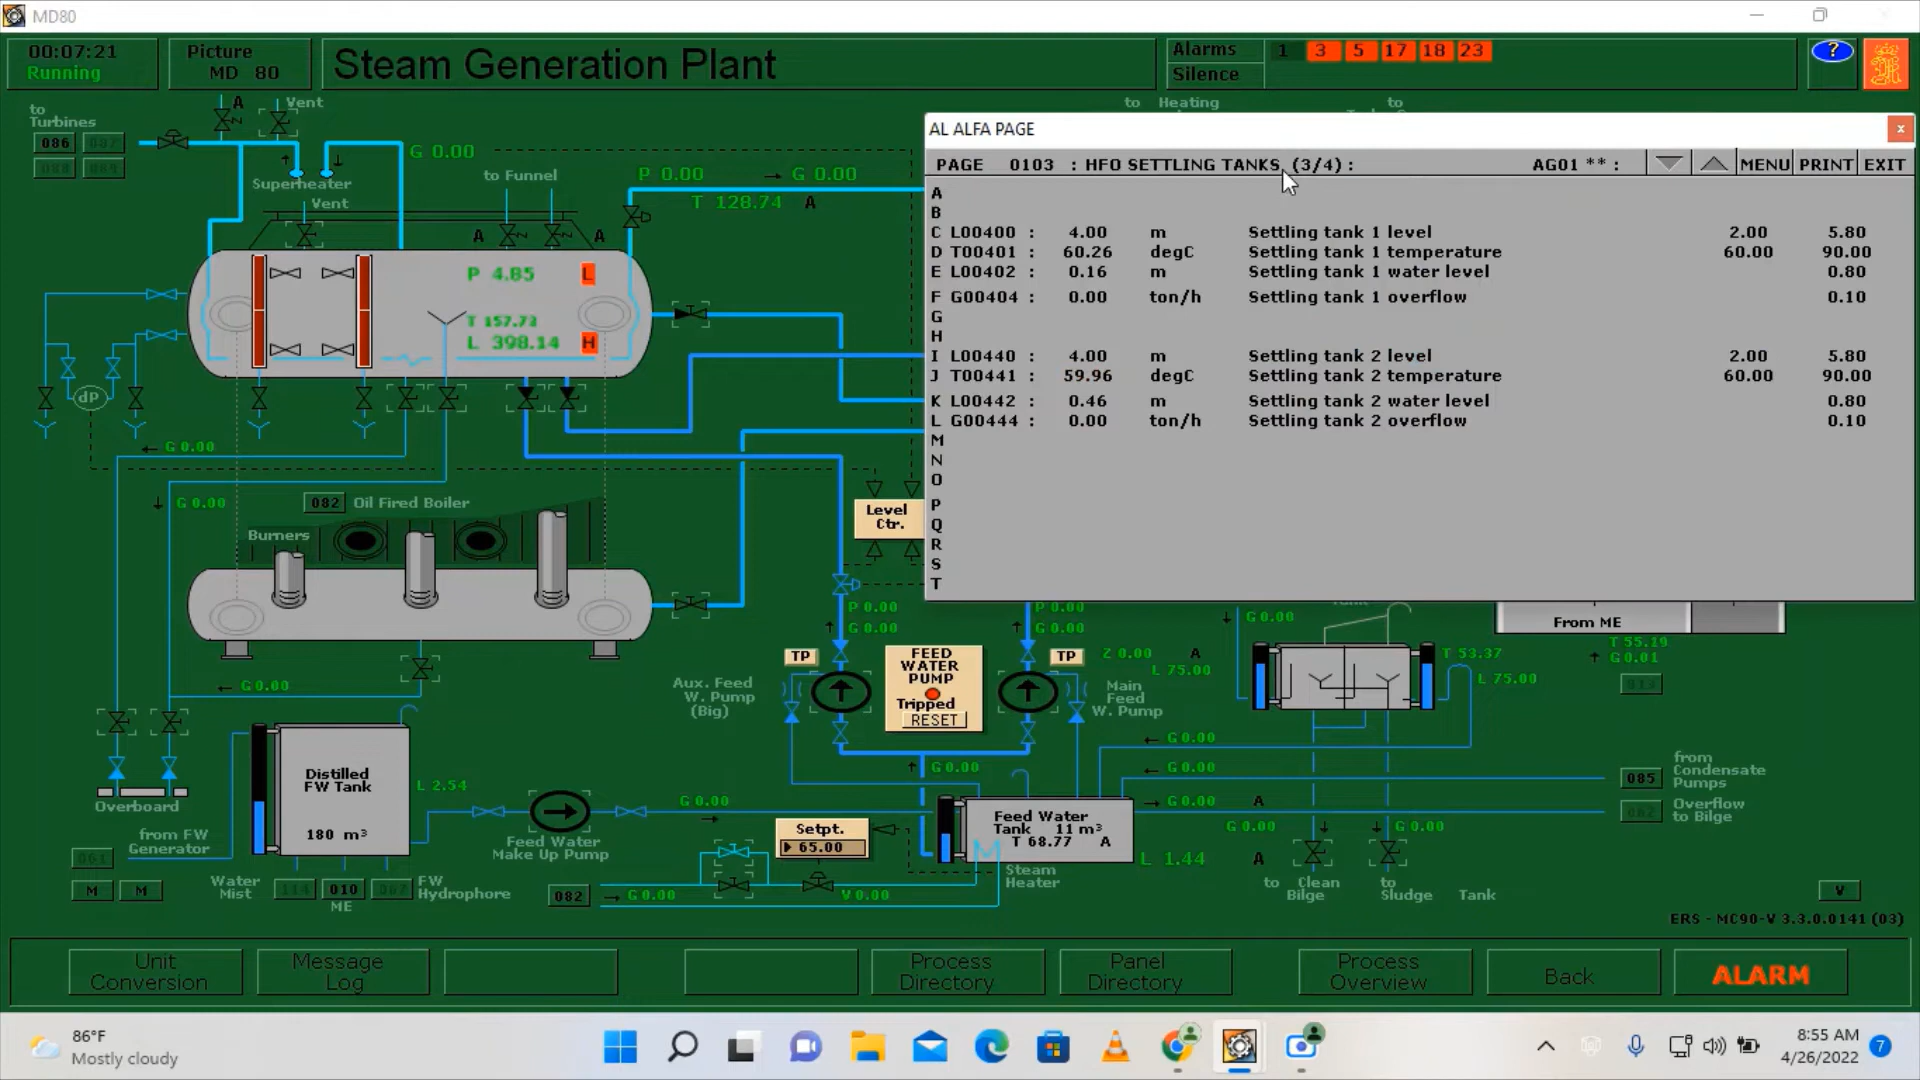 MD80
00:07:21
Running
Picture
MD 80
Steam Generation Plant
Alarms 1 3 5 17 18 23
Silence
?
to
Turbines
086 087
088 089
A
Vent
G 0.00
Superheater
Vent
to Funnel
A A
P 0.00 → G 0.00
T 128.74 A
to Heating
to
P 4.85 L
T 157.73
L 398.14 H
dP
← G 0.00
↓ G 0.00
082 Oil Fired Boiler
Burners
← G 0.00
Level
Ctr.
AL ALFA PAGE
PAGE 0103 : HFO SETTLING TANKS (3/4) : AG01 ** : MENU PRINT EXIT
A
B
C L00400 : 4.00 m Settling tank 1 level 2.00 5.80
D T00401 : 60.26 degC Settling tank 1 temperature 60.00 90.00
E L00402 : 0.16 m Settling tank 1 water level 0.80
F G00404 : 0.00 ton/h Settling tank 1 overflow 0.10
G
H
I L00440 : 4.00 m Settling tank 2 level 2.00 5.80
J T00441 : 59.96 degC Settling tank 2 temperature 60.00 90.00
K L00442 : 0.46 m Settling tank 2 water level 0.80
L G00444 : 0.00 ton/h Settling tank 2 overflow 0.10
M
N
O
P
Q
R
S
T
P 0.00
G 0.00
P 0.00
G 0.00
TP
TP
FEED
WATER
PUMP
Tripped
RESET
Aux. Feed
W. Pump
(Big)
Main
Feed
W. Pump
Z 0.00 A
L 75.00
G 0.00
From ME
T 55.19
G 0.01
T 53.37
L 75.00
← G 0.00
← G 0.00
G 0.00
→ G 0.00 A
from
Condensate
Pumps
085
Overflow
to Bilge
G 0.00 G 0.00
A
to Clean
Bilge
to
Sludge Tank
Distilled
FW Tank
180 m³
L 2.54
from FW
Generator
Overboard
M M
Water
Mist
010
ME
FW
Hydrophore
Feed Water
Make Up Pump
G 0.00
→
Setpt.
65.00
082
→ G 0.00
V 0.00
Feed Water
Tank 11 m³
T 68.77 A
L 1.44
Steam
Heater
V
ERS - MC90-V 3.3.0.0141 (03)
Unit
Conversion
Message
Log
Process
Directory
Panel
Directory
Process
Overview
Back
ALARM
86°F
Mostly cloudy
8:55 AM
4/26/2022
7